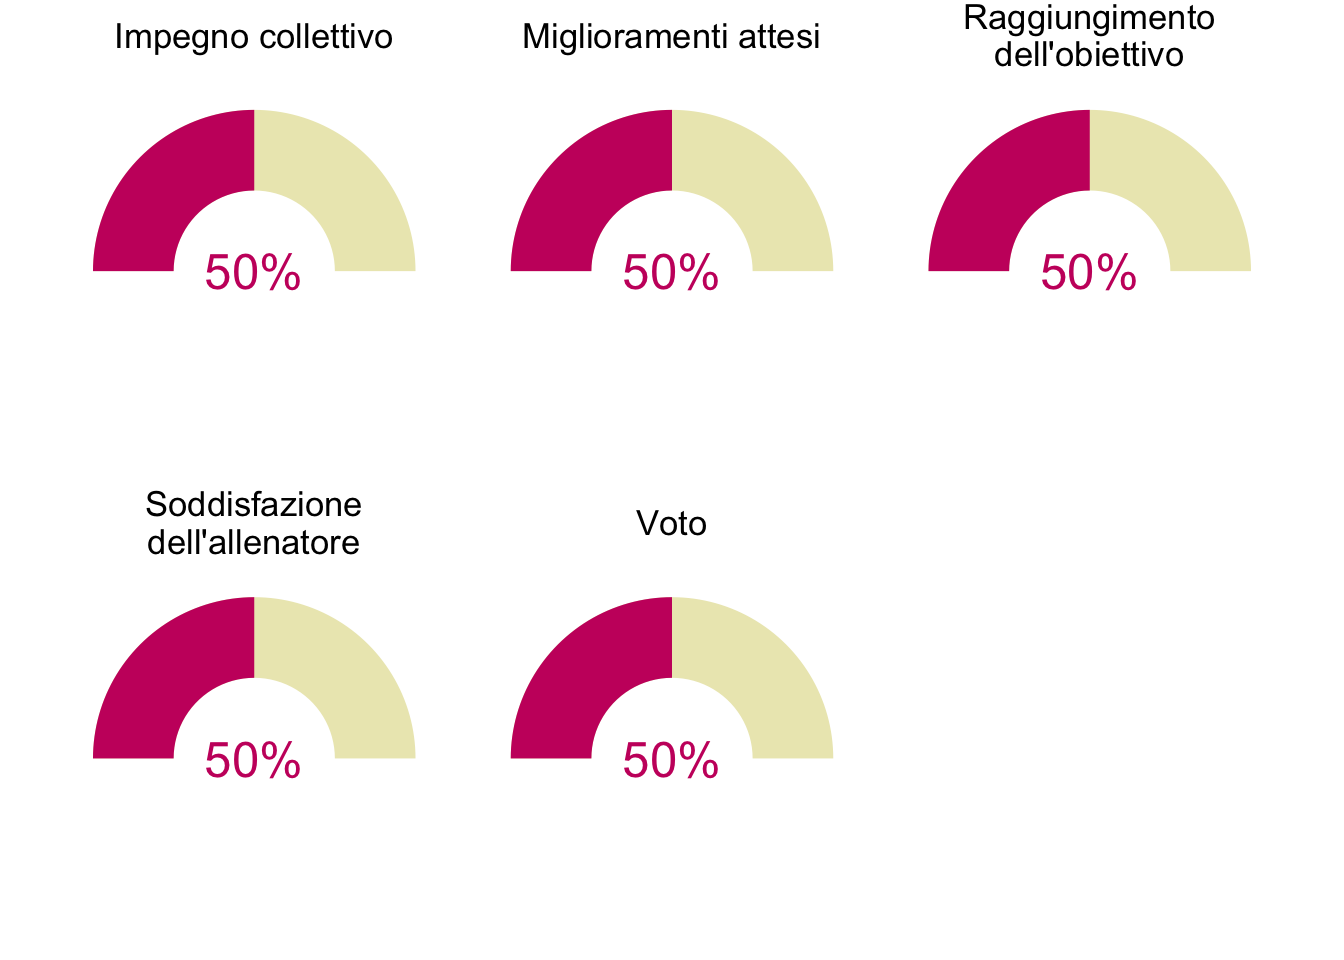 Impegno collettivo
Miglioramenti attesi
Raggiungimento
dell'obiettivo
50%
50%
50%
Soddisfazione
dell'allenatore
Voto
50%
50%